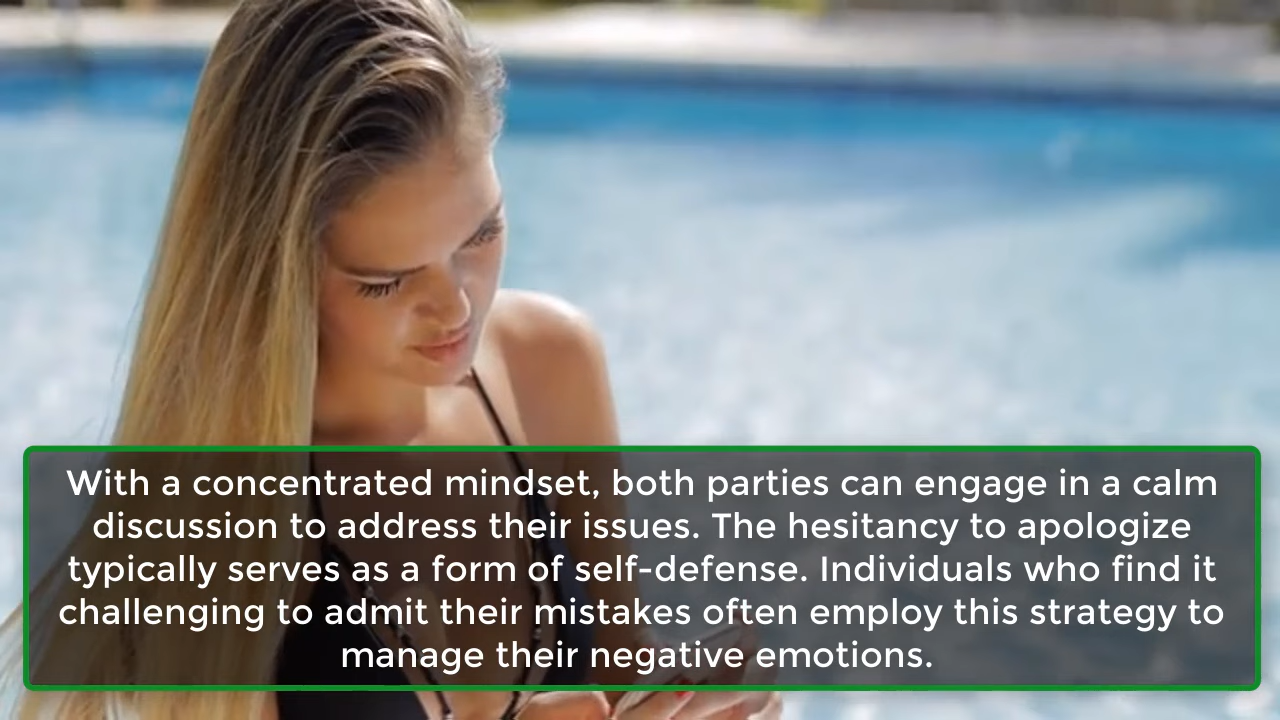 With a concentrated mindset, both parties can engage in a calm
discussion to address their issues. The hesitancy to apologize
typically serves as a form of self-defense. Individuals who find it
challenging to admit their mistakes often employ this strategy to
manage their negative emotions.